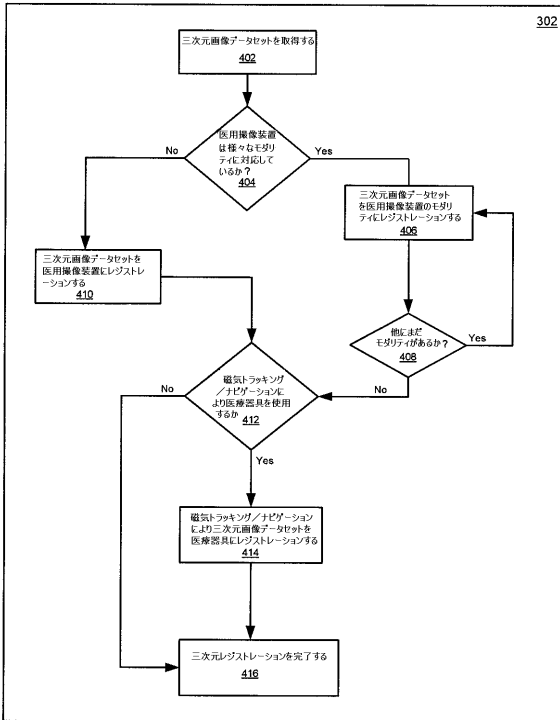 302
三次元画像データセットを取得する
402
医用撮像装置
は様々なモダリ
ティに対応して
いるか?
404
No
Yes
三次元画像データセット
を医用撮像装置のモダリ
ティにレジストレーションする
406
三次元画像データセットを
医用撮像装置にレジストレ
ーションする
410
他にまだ
モダリティがあるか?
408
Yes
No
磁気トラッキング
/ナビゲーションに
より医療器具を使用
するか
412
No
Yes
磁気トラッキング/ナビゲーション
により三次元画像データセットを
医療器具にレジストレーションする
414
三次元レジストレーションを完了する
416